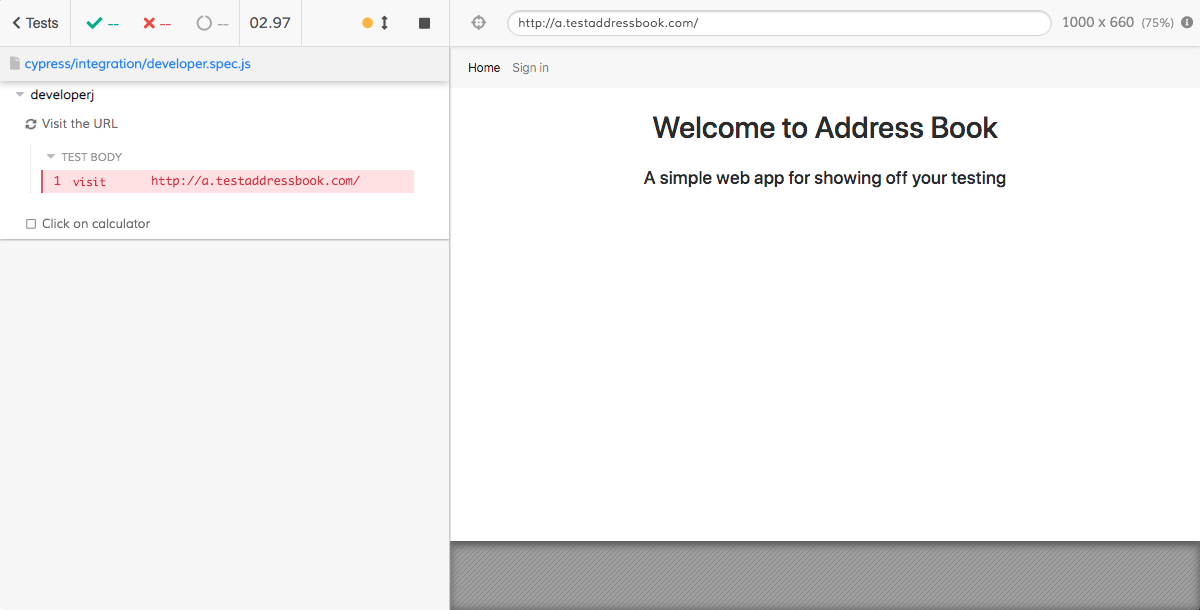 Tests -- -- -- 02.97
http://a.testaddressbook.com/ 1000 x 660 (75%)
cypress/integration/developer.spec.js
developerj
Visit the URL
TEST BODY
1 visit http://a.testaddressbook.com/
Click on calculator
Home Sign in
Welcome to Address Book
A simple web app for showing off your testing